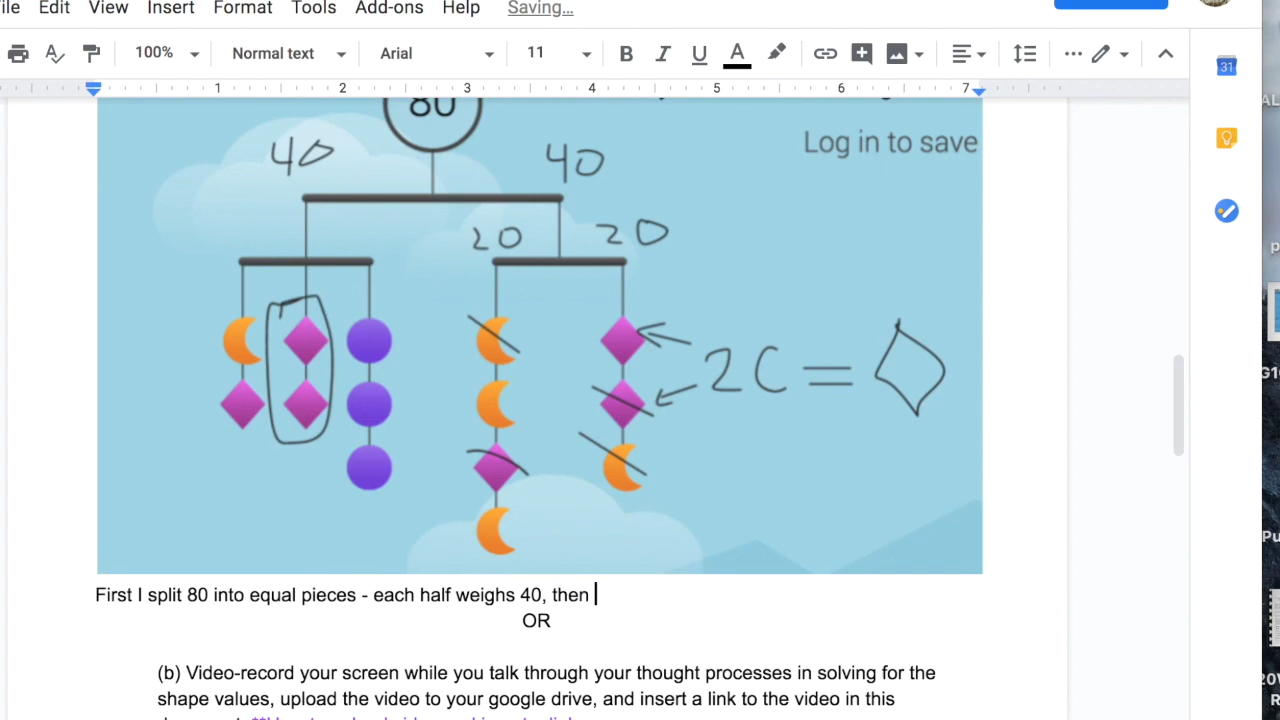 File Edit View Insert Format Tools Add-ons Help Saving...
100% Normal text Arial 11 B I U A 31
1 2 3 4 5 6 7
80
Log in to save
40 40
20 20
2C =
First I split 80 into equal pieces - each half weighs 40, then
OR
(b) Video-record your screen while you talk through your thought processes in solving for the
shape values, upload the video to your google drive, and insert a link to the video in this